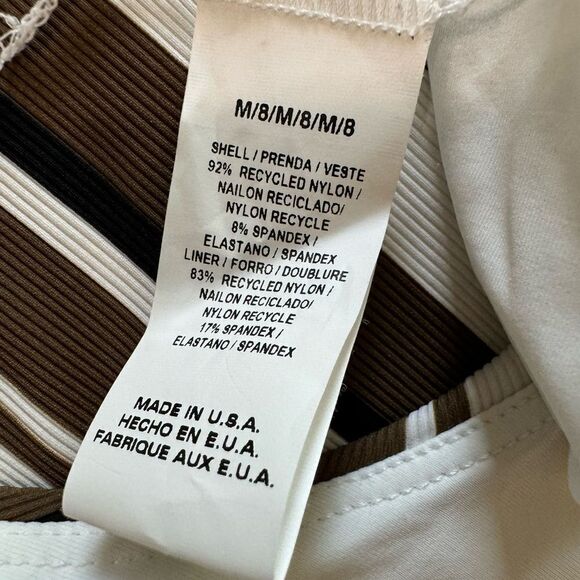 M/8/M/8/M/8
SHELL / PRENDA / VESTE
92% RECYCLED NYLON /
NAILON RECICLADO/
NYLON RECYCLE
8% SPANDEX /
ELASTANO / SPANDEX
LINER / FORRO / DOUBLURE
83% RECYCLED NYLON /
NAILON RECICLADO/
NYLON RECYCLE
17% SPANDEX /
ELASTANO / SPANDEX
MADE IN U.S.A.
HECHO EN E.U.A.
FABRIQUE AUX E.U.A.